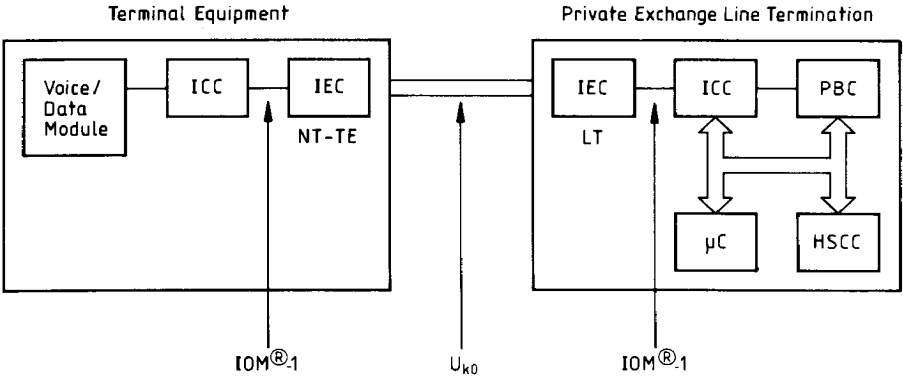 Terminal Equipment
Private Exchange Line Termination
Voice/
Data
Module
ICC
IEC
NT-TE
IEC
LT
ICC
PBC
µC
HSCC
IOM®-1
Uk0
IOM®-1